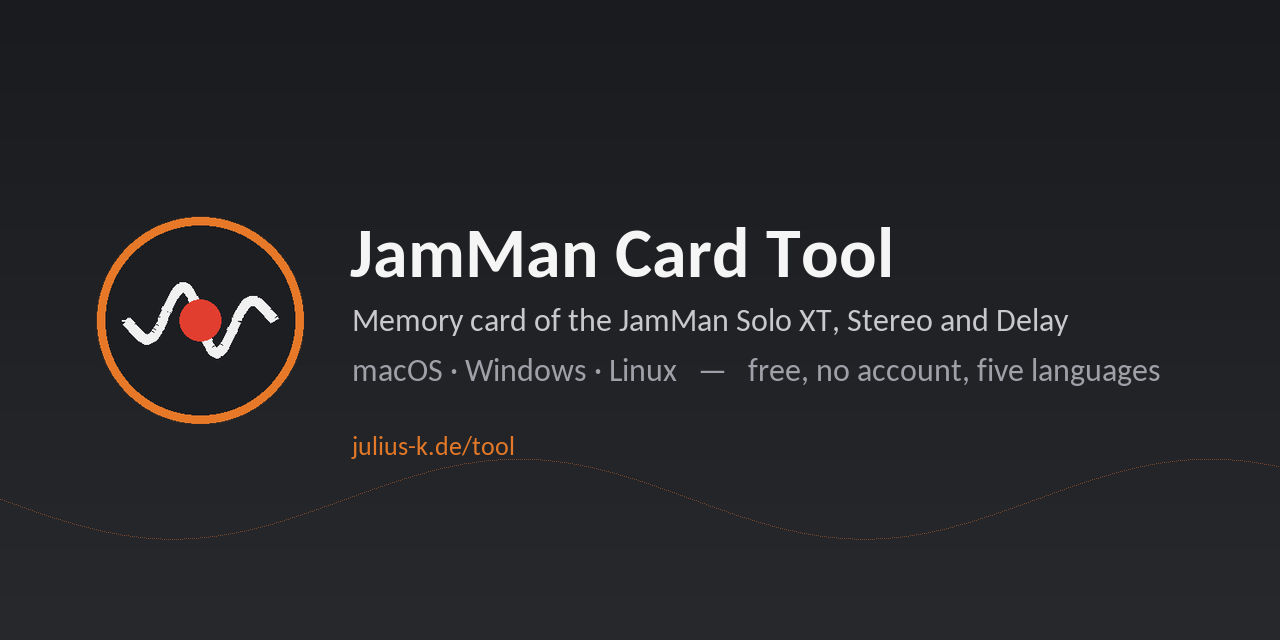 JamMan Card Tool
Memory card of the JamMan Solo XT, Stereo and Delay
macOS · Windows · Linux — free, no account, five languages
julius-k.de/tool